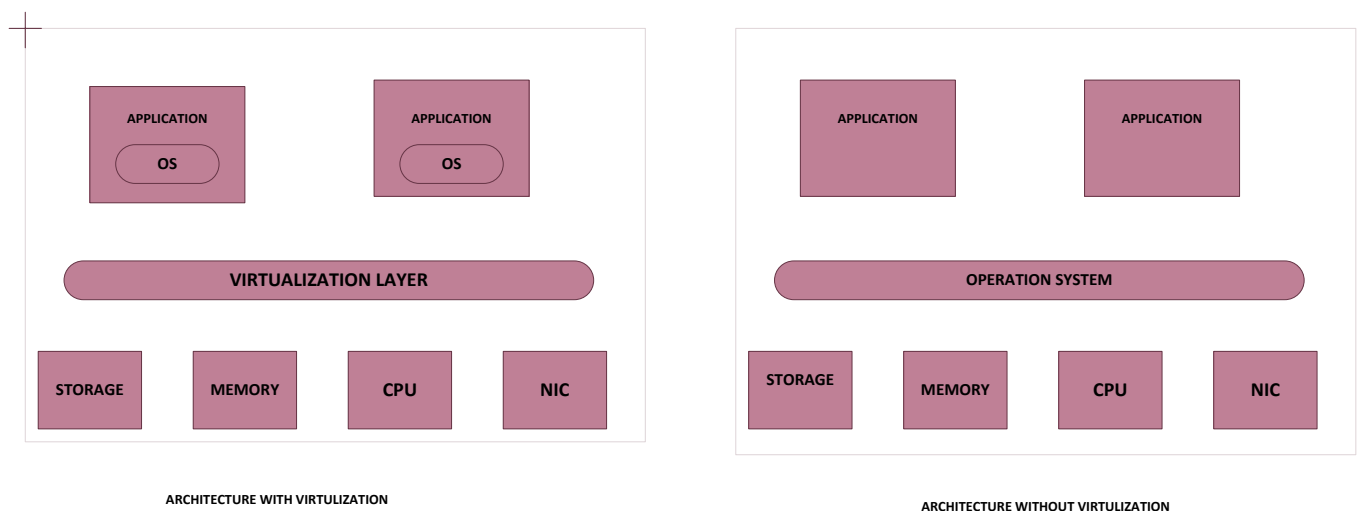 APPLICATION
OS
APPLICATION
OS
VIRTUALIZATION LAYER
STORAGE
MEMORY
CPU
NIC
ARCHITECTURE WITH VIRTULIZATION
APPLICATION
APPLICATION
OPERATION SYSTEM
STORAGE
MEMORY
CPU
NIC
ARCHITECTURE WITHOUT VIRTULIZATION